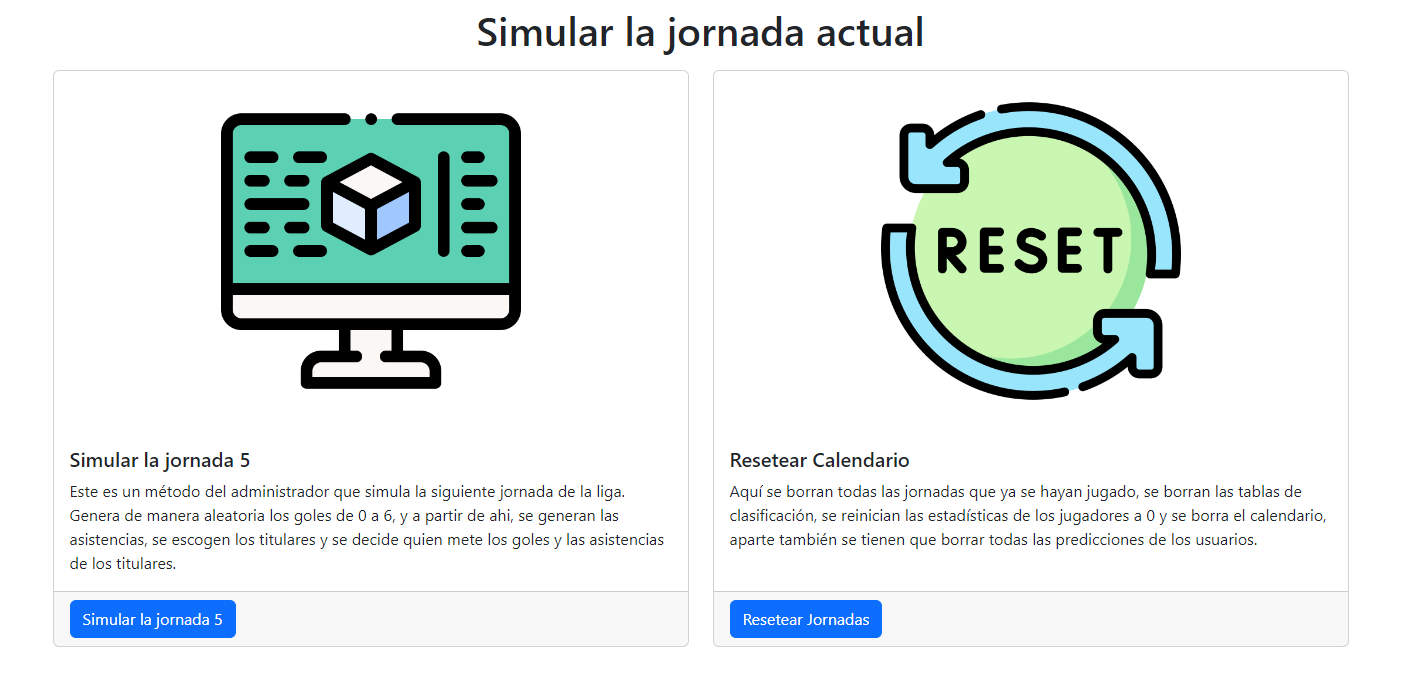 Simular la jornada actual
RESET
Simular la jornada 5
Este es un método del administrador que simula la siguiente jornada de la liga.
Genera de manera aleatoria los goles de 0 a 6, y a partir de ahi, se generan las
asistencias, se escogen los titulares y se decide quien mete los goles y las asistencias
de los titulares.
Simular la jornada 5
Resetear Calendario
Aquí se borran todas las jornadas que ya se hayan jugado, se borran las tablas de
clasificación, se reinician las estadísticas de los jugadores a 0 y se borra el calendario,
aparte también se tienen que borrar todas las predicciones de los usuarios.
Resetear Jornadas